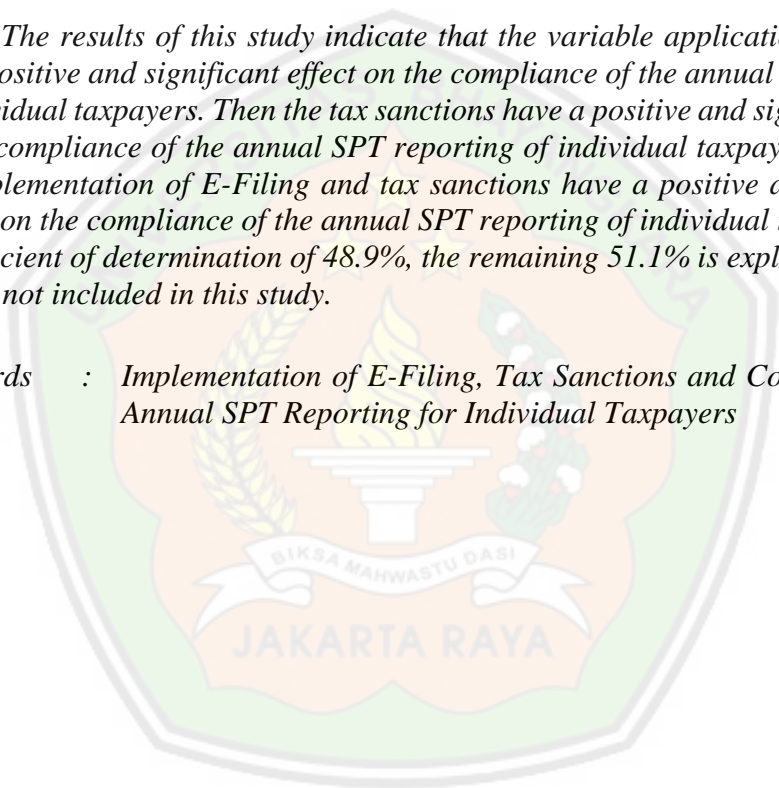 The results of this study indicate that the variable applicati
ositive and significant effect on the compliance of the annual
vidual taxpayers. Then the tax sanctions have a positive and sig
compliance of the annual SPT reporting of individual taxpay
plementation of E-Filing and tax sanctions have a positive a
on the compliance of the annual SPT reporting of individual
cient of determination of 48.9%, the remaining 51.1% is expl
not included in this study.
rds : Implementation of E-Filing, Tax Sanctions and Co
Annual SPT Reporting for Individual Taxpayers
BIKSA MAHWASTU DASI
JAKARTA RAYA